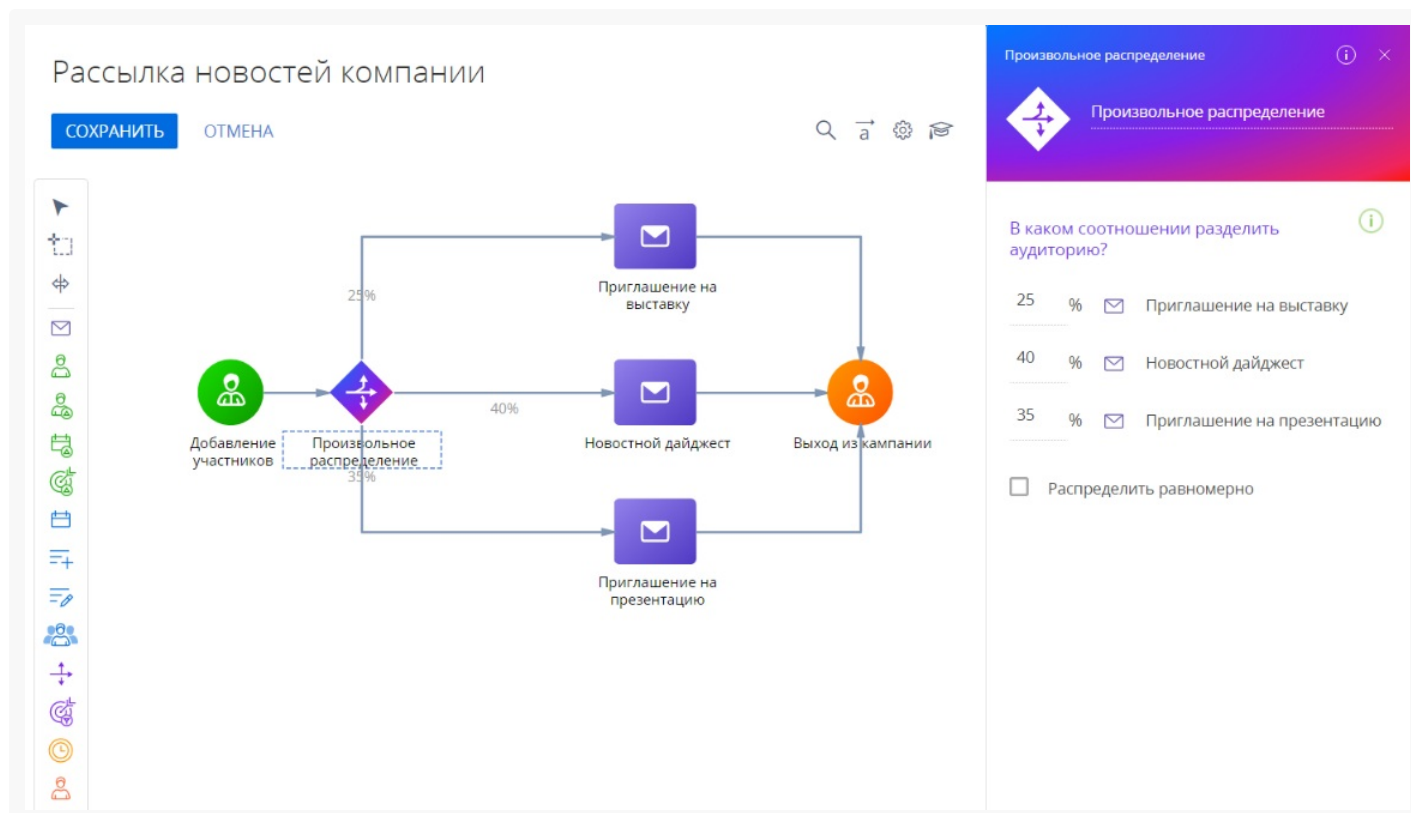 Рассылка новостей компании
СОХРАНИТЬ ОТМЕНА
a
25%
Приглашение на
выставку
40%
Добавление
участников
Произвольное
распределение
35%
Новостной дайджест
Выход из кампании
Приглашение на
презентацию
Произвольное распределение
Произвольное распределение
В каком соотношении разделить
аудиторию?
25 % Приглашение на выставку
40 % Новостной дайджест
35 % Приглашение на презентацию
Распределить равномерно